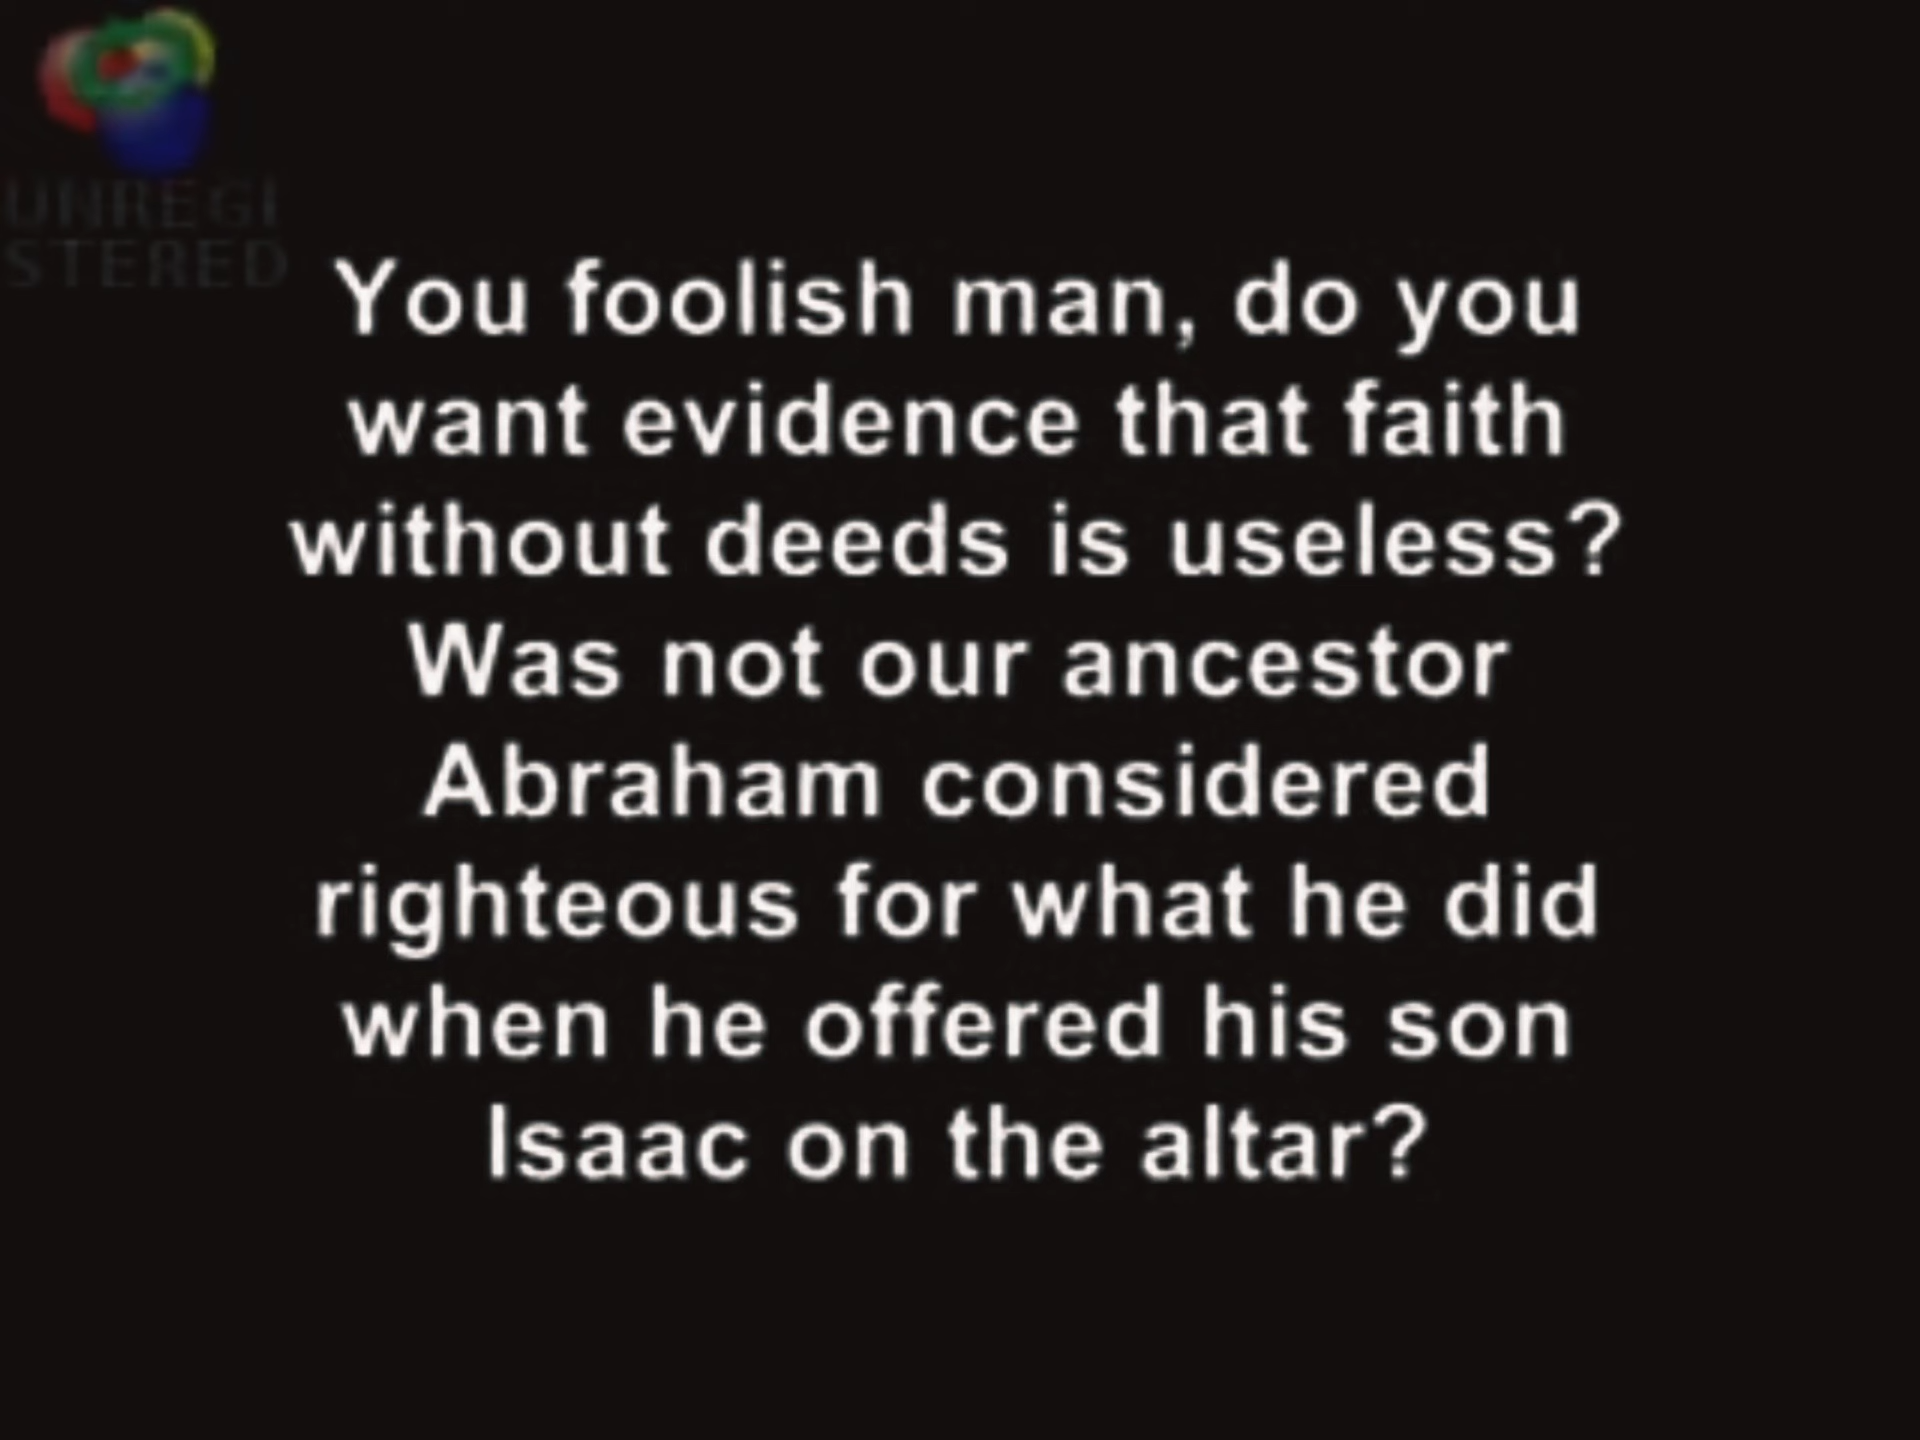 UNREGI
STERED
You foolish man, do you
want evidence that faith
without deeds is useless?
Was not our ancestor
Abraham considered
righteous for what he did
when he offered his son
Isaac on the altar?